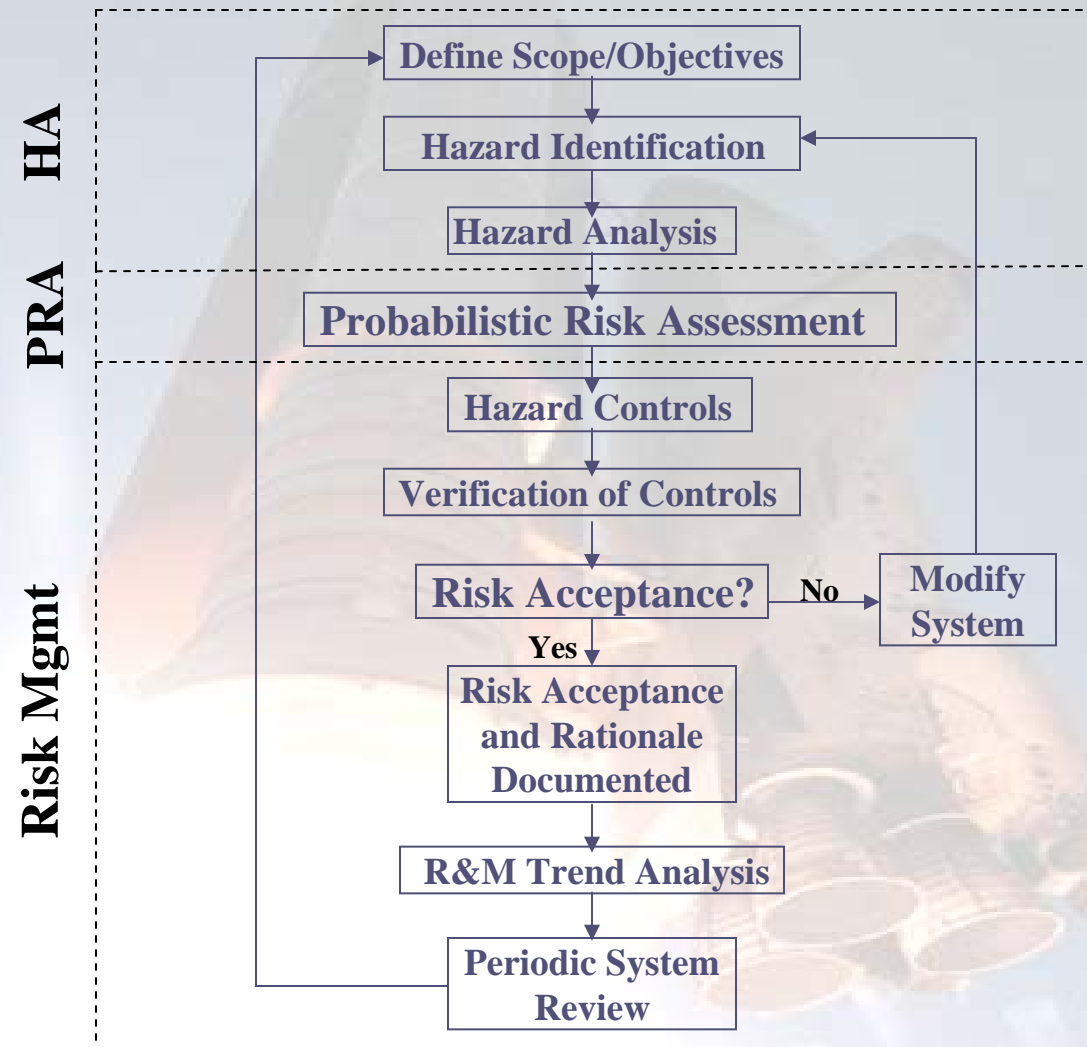 HA
Define Scope/Objectives
Hazard Identification
Hazard Analysis
PRA
Probabilistic Risk Assessment
Risk Mgmt
Hazard Controls
Verification of Controls
Risk Acceptance?
No
Modify
System
Yes
Risk Acceptance
and Rationale
Documented
R&M Trend Analysis
Periodic System
Review